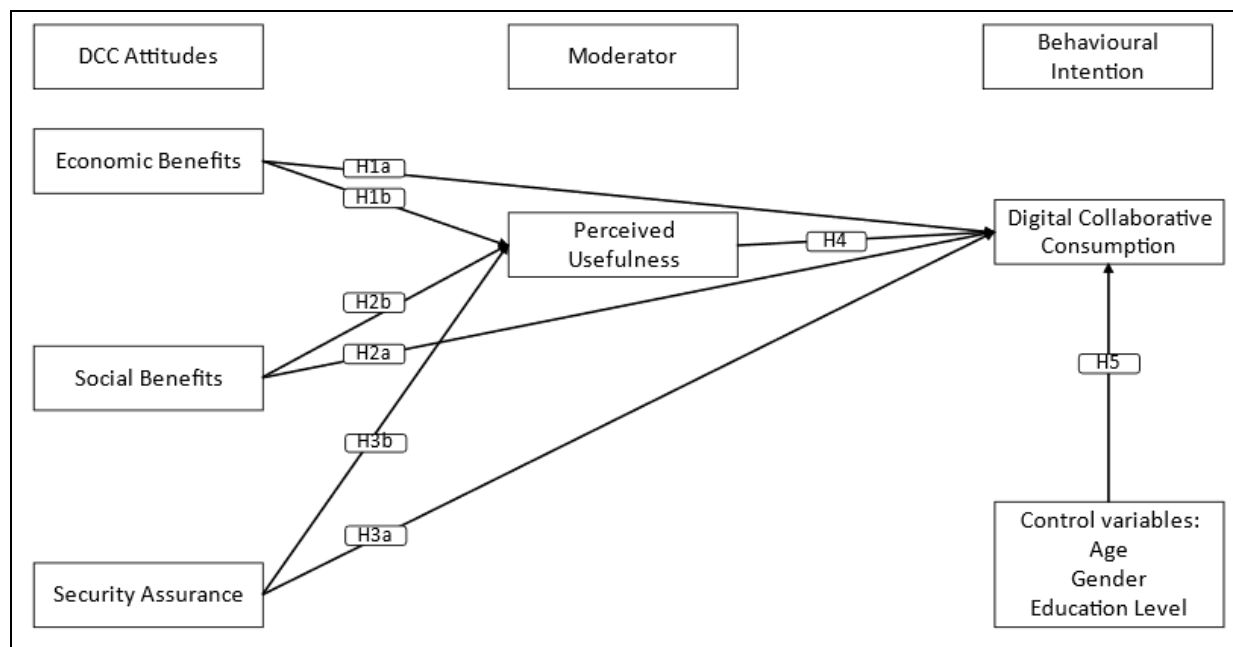 DCC Attitudes
Moderator
Behavioural
Intention
Economic Benefits
H1a
H1b
Perceived
Usefulness
H4
Digital Collaborative
Consumption
H2b
H2a
Social Benefits
H5
H3b
H3a
Security Assurance
Control variables:
Age
Gender
Education Level